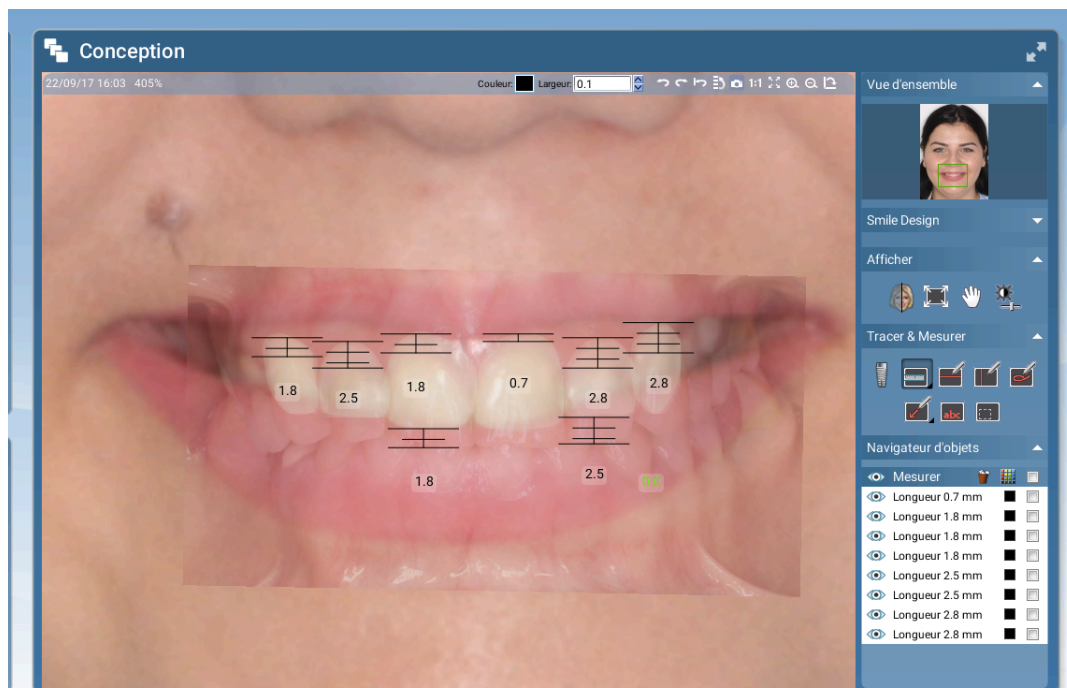 Conception
22/09/17 16:03 405%
Couleur: Largeur: 0.1
1:1
Vue d'ensemble
Smile Design
Afficher
Tracer & Mesurer
abc
Navigateur d'objets
Mesurer
Longueur 0.7 mm
Longueur 1.8 mm
Longueur 1.8 mm
Longueur 1.8 mm
Longueur 2.5 mm
Longueur 2.5 mm
Longueur 2.8 mm
Longueur 2.8 mm
1.8
2.5
1.8
0.7
2.8
2.8
1.8
2.5